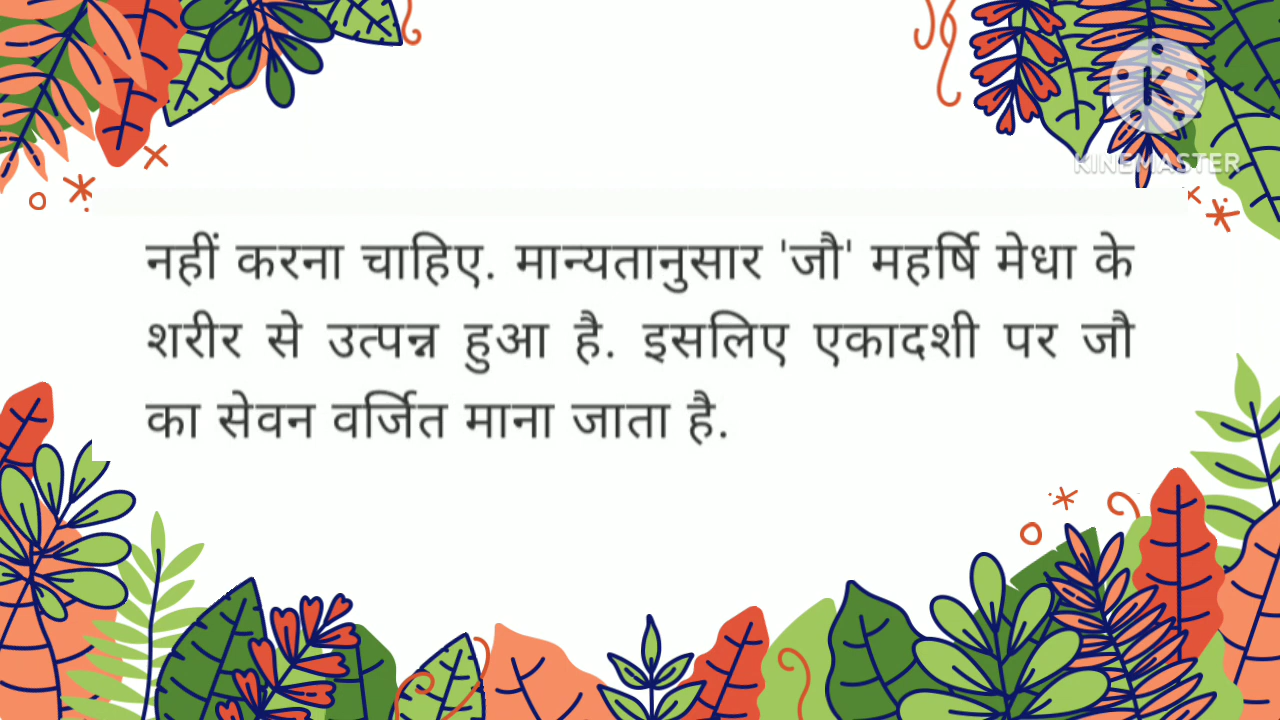 नहीं करना चाहिए. मान्यतानुसार 'जौ' महर्षि मेधा के
शरीर से उत्पन्न हुआ है. इसलिए एकादशी पर जौ
का सेवन वर्जित माना जाता है.
KINEMASTER